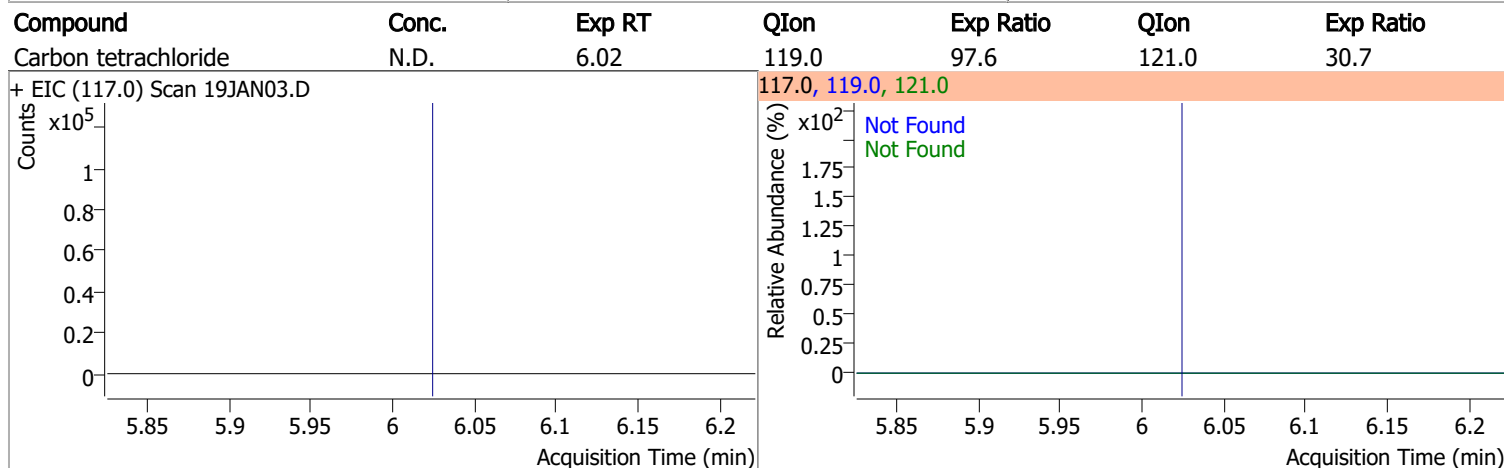 Compound Conc. Exp RT QIon Exp Ratio QIon Exp Ratio
Carbon tetrachloride N.D. 6.02 119.0 97.6 121.0 30.7
+ EIC (117.0) Scan 19JAN03.D
Counts
x10⁵
1
0.8
0.6
0.4
0.2
0
5.85 5.9 5.95 6 6.05 6.1 6.15 6.2
Acquisition Time (min)
117.0, 119.0, 121.0
Relative Abundance (%)
x10²
Not Found
Not Found
1.75
1.5
1.25
1
0.75
0.5
0.25
0
5.85 5.9 5.95 6 6.05 6.1 6.15 6.2
Acquisition Time (min)